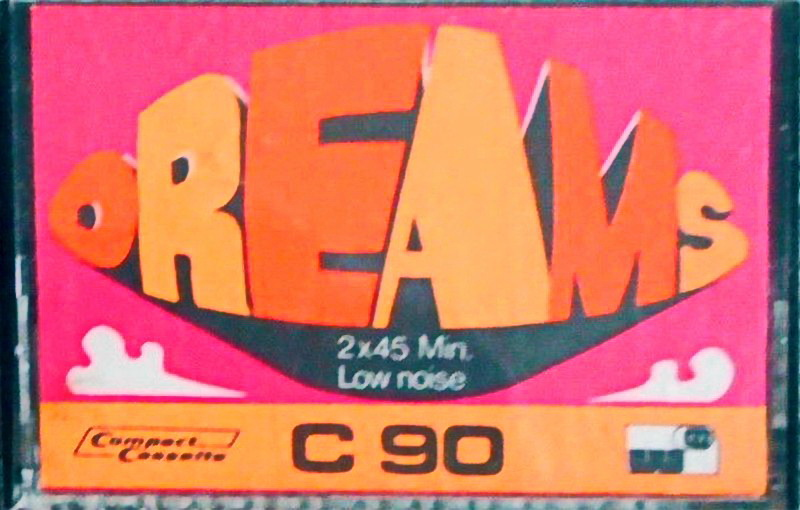 DREAMS
2x45 Min.
Low noise
Compact
Cassette
C 90